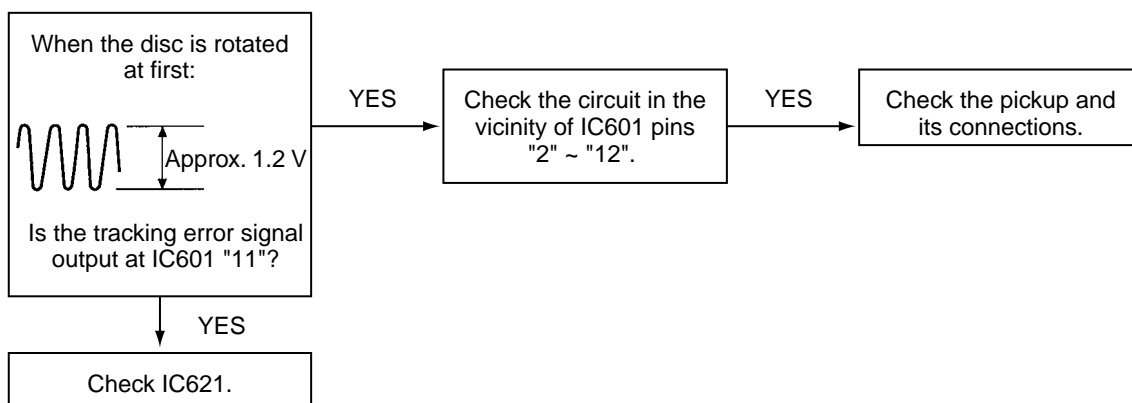 When the disc is rotated
at first:
Approx. 1.2 V
Is the tracking error signal
output at IC601 "11"?
YES
Check the circuit in the
vicinity of IC601 pins
"2" ~ "12".
YES
Check the pickup and
its connections.
YES
Check IC621.